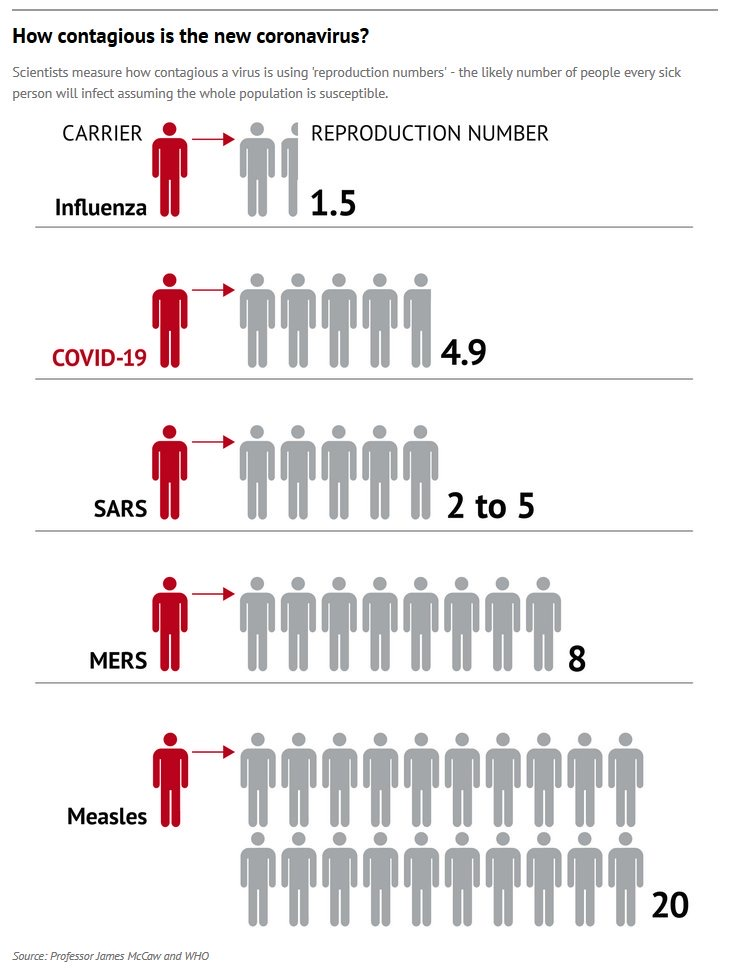 How contagious is the new coronavirus?
Scientists measure how contagious a virus is using 'reproduction numbers' - the likely number of people every sick
person will infect assuming the whole population is susceptible.
CARRIER REPRODUCTION NUMBER
Influenza 1.5
COVID-19 4.9
SARS 2 to 5
MERS 8
Measles
20
Source: Professor James McCaw and WHO